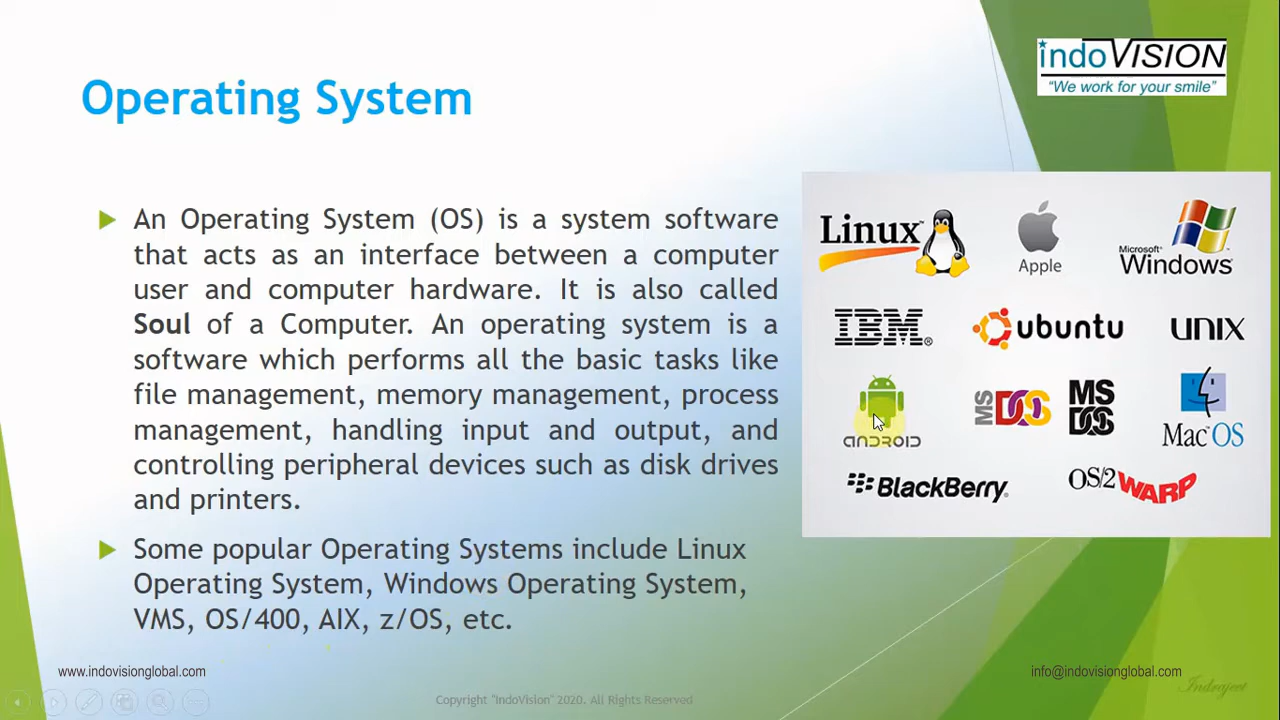 indoVISION
"We work for your smile"
Operating System
An Operating System (OS) is a system software
that acts as an interface between a computer
user and computer hardware. It is also called
Soul of a Computer. An operating system is a
software which performs all the basic tasks like
file management, memory management, process
management, handling input and output, and
controlling peripheral devices such as disk drives
and printers.
Some popular Operating Systems include Linux
Operating System, Windows Operating System,
VMS, OS/400, AIX, z/OS, etc.
Linux™
Apple
Microsoft®
Windows®
IBM®
ubuntu
UNIX
ANDROID
MS DOS
MS
DOS
Mac OS
BlackBerry
OS/2 WARP
www.indovisionglobal.com
info@indovisionglobal.com
Copyright "IndoVision" 2020. All Rights Reserved
Indrajeet